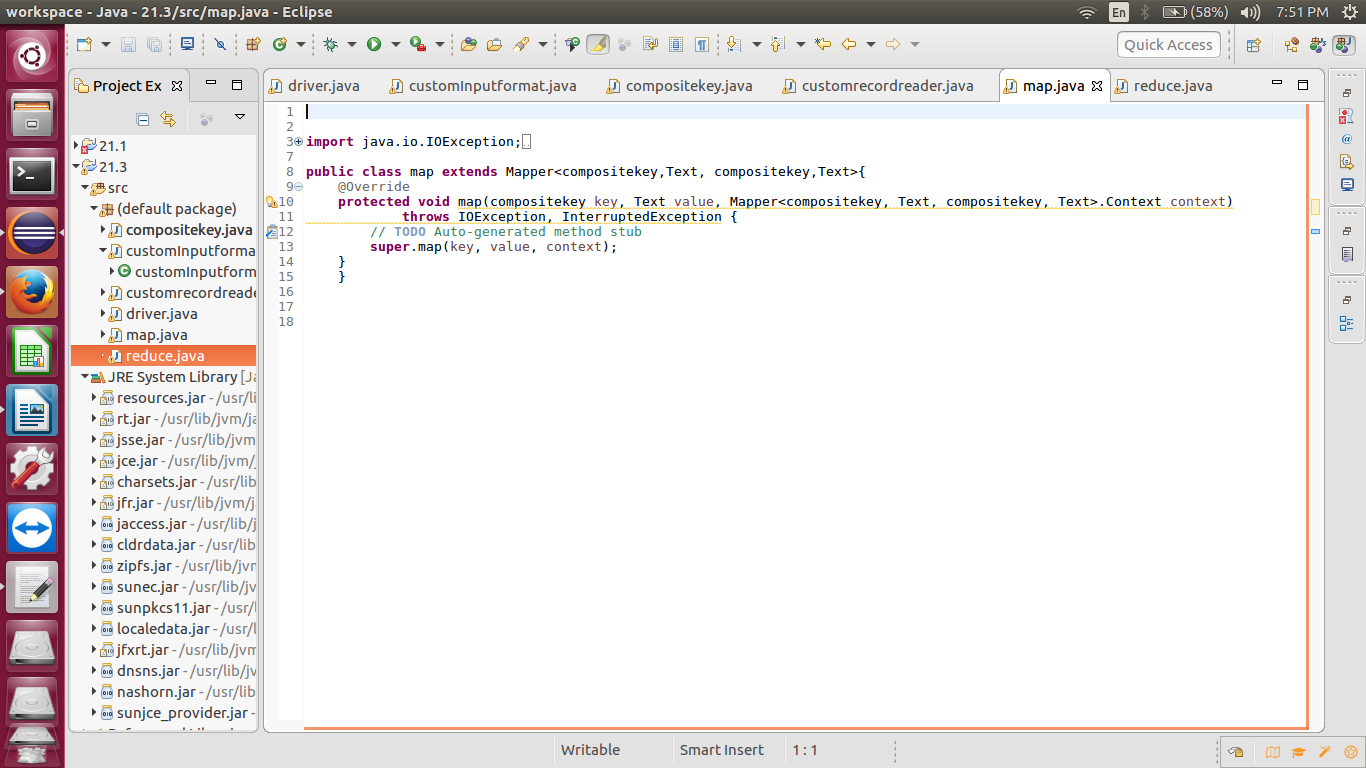 workspace - Java - 21.3/src/map.java - Eclipse
En
(58%)
7:51 PM
Quick Access
Project Ex
driver.java
customInputformat.java
compositekey.java
customrecordreader.java
map.java
reduce.java
21.1
21.3
src
(default package)
compositekey.java
customInputforma
customInputform
customrecordreade
driver.java
map.java
reduce.java
JRE System Library [Ja
resources.jar - /usr/li
rt.jar - /usr/lib/jvm/ja
jsse.jar - /usr/lib/jvm
jce.jar - /usr/lib/jvm/
charsets.jar - /usr/lib
jfr.jar - /usr/lib/jvm/j
jaccess.jar - /usr/lib/j
cldrdata.jar - /usr/lib
zipfs.jar - /usr/lib/jvm
sunec.jar - /usr/lib/jv
sunpkcs11.jar - /usr/
localedata.jar - /usr/l
jfxrt.jar - /usr/lib/jvm
dnsns.jar - /usr/lib/jv
nashorn.jar - /usr/lib
sunjce_provider.jar -
1
2
3 import java.io.IOException;
7
8 public class map extends Mapper<compositekey,Text, compositekey,Text>{
9 @Override
10 protected void map(compositekey key, Text value, Mapper<compositekey, Text, compositekey, Text>.Context context)
11 throws IOException, InterruptedException {
12 // TODO Auto-generated method stub
13 super.map(key, value, context);
14 }
15 }
16
17
18
Writable
Smart Insert
1 : 1